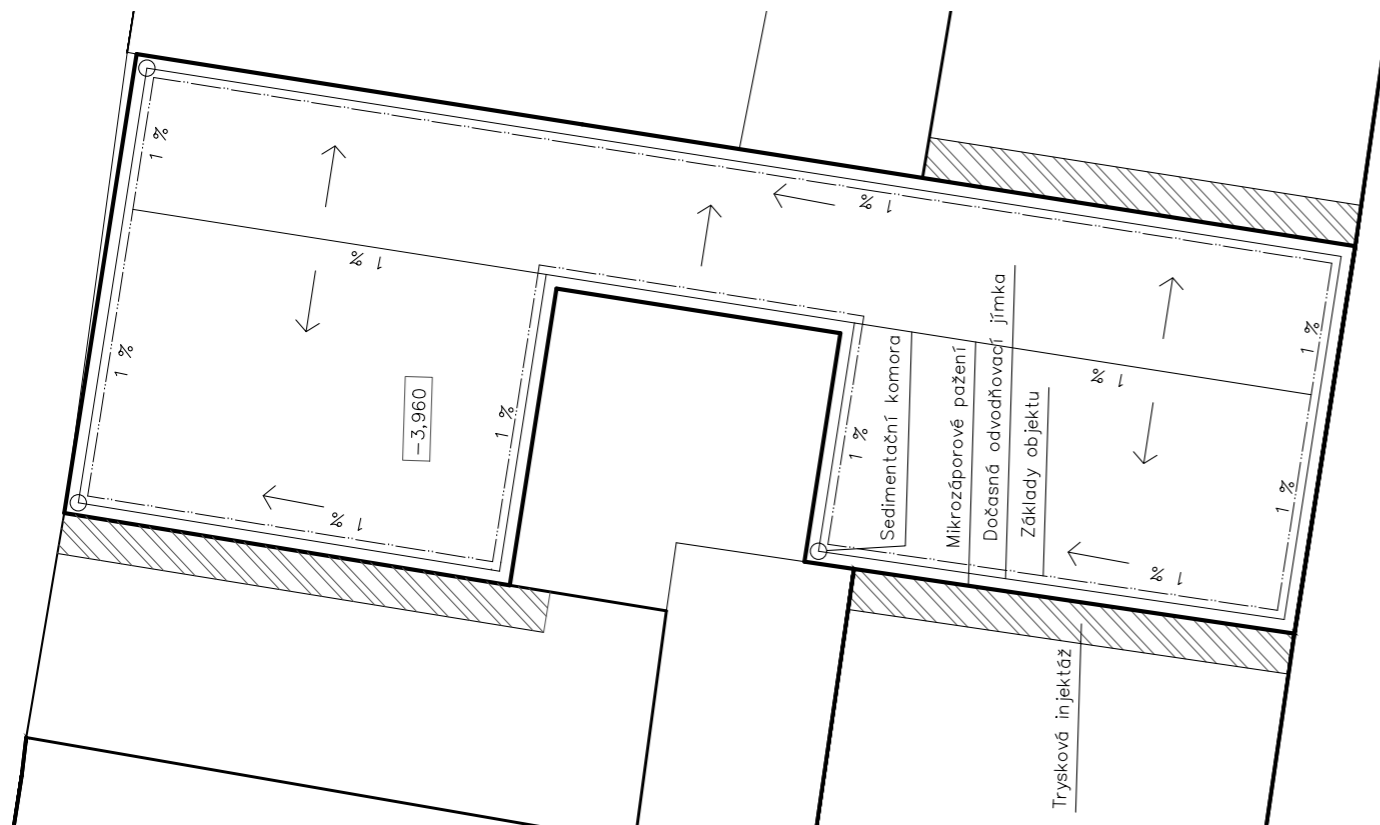 1 %
1 %
1 %
1 %
1 %
-3,960
1 %
1 %
1 %
1 %
1 %
1 %
1 %
Sedimentační komora
Mikrozáporové pažení
Dočasná odvodňovací jímka
Základy objektu
Trysková injektáž